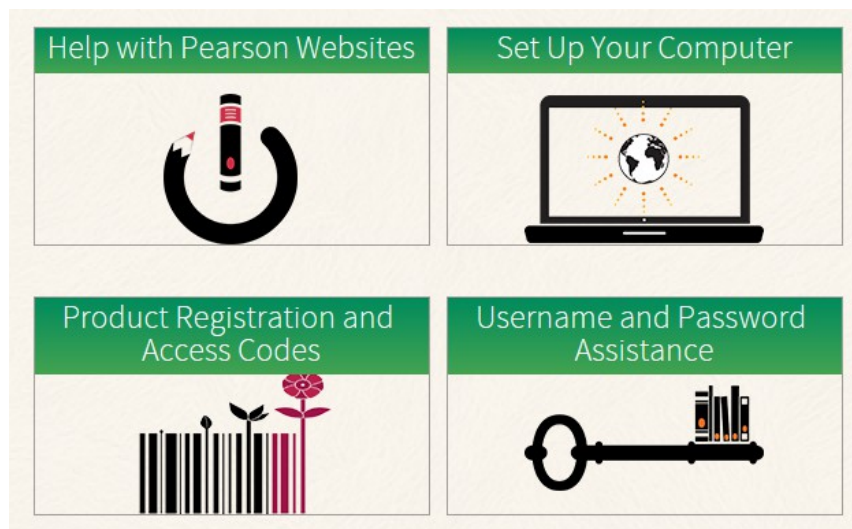 Help with Pearson Websites
Set Up Your Computer
Product Registration and
Access Codes
Username and Password
Assistance